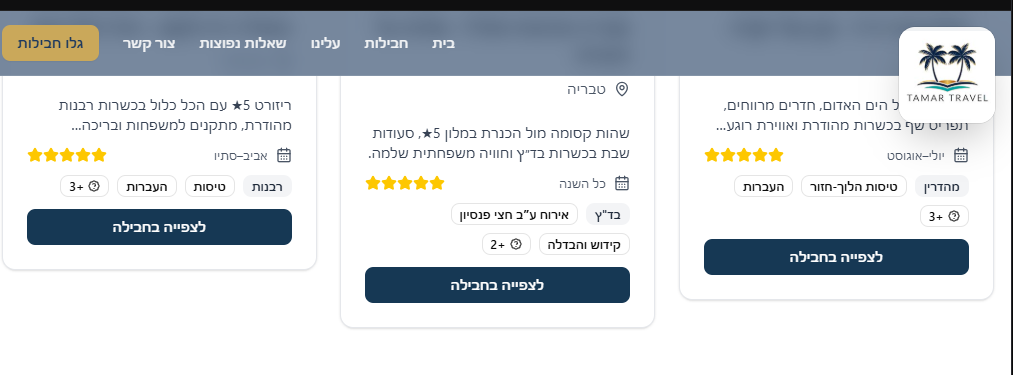 בית
חבילות
עלינו
שאלות נפוצות
צור קשר
גלו חבילות
TAMAR TRAVEL
ל הים האדום, חדרים מרווחים,
תפריט שף בכשרות מהודרת ואווירת רוגע...
יולי–אוגוסט
מהדרין
טיסות הלוך-חזור
העברות
+3
לצפייה בחבילה
טבריה
שהות קסומה מול הכנרת במלון 5★, סעודות
שבת בכשרות בד״ץ וחוויה משפחתית שלמה.
כל השנה
בד"ץ
אירוח ע״ב חצי פנסיון
קידוש והבדלה
+2
לצפייה בחבילה
ריזורט 5★ עם הכל כלול בכשרות רבנות
מהודרת, מתקנים למשפחות ובריכה...
אביב–סתיו
רבנות
טיסות
העברות
+3
לצפייה בחבילה